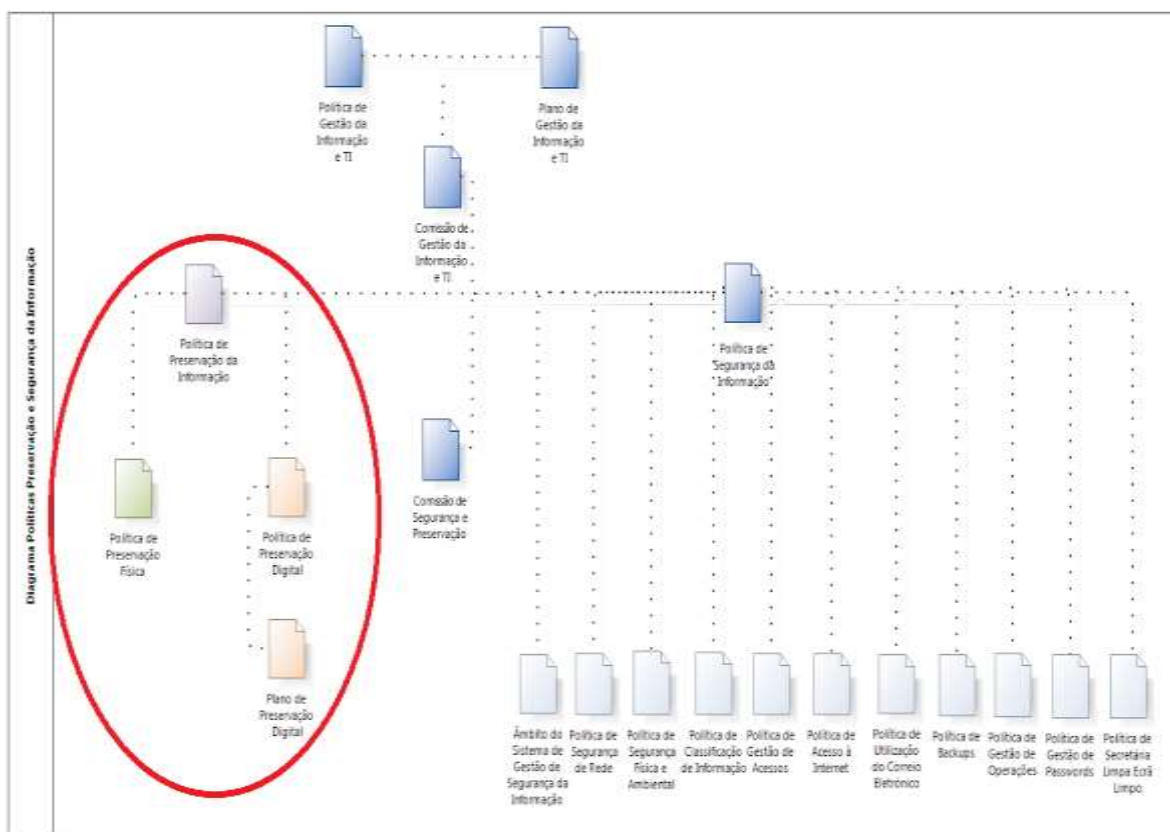 Diagrama Políticas Preservação e Segurança da Informação
Política de
Gestão da
Informação
e TI
Plano de
Gestão da
Informação
e TI
Comissão de
Gestão da
Informação
e TI
Política de
Preservação da
Informação
Política de
Segurança da
Informação
Comissão de
Segurança e
Preservação
Política de
Preservação
Física
Política de
Preservação
Digital
Plano de
Preservação
Digital
Âmbito do
Sistema de
Gestão de
Segurança da
Informação
Política de
Segurança
de Rede
Política de
Segurança
Física e
Ambiental
Política de
Classificação
de Informação
Política de
Gestão de
Acessos
Política de
Acesso à
Internet
Política de
Utilização
do Correio
Eletrónico
Política de
Backups
Política de
Gestão de
Operações
Política de
Gestão de
Passwords
Política de
Secretária
Limpa Ecrã
Limpo